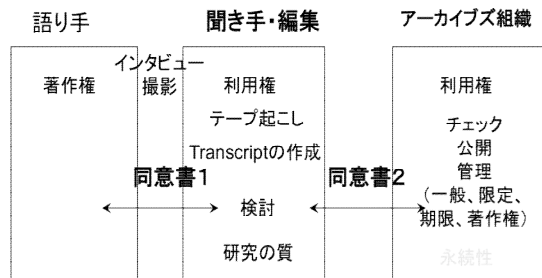 語り手
聞き手・編集
アーカイブズ組織
インタビュー
撮影
著作権
利用権
テープ起こし
Transcriptの作成
同意書1
検討
研究の質
同意書2
利用権
チェック
公開
管理
(一般、限定、
期限、著作権)
永続性